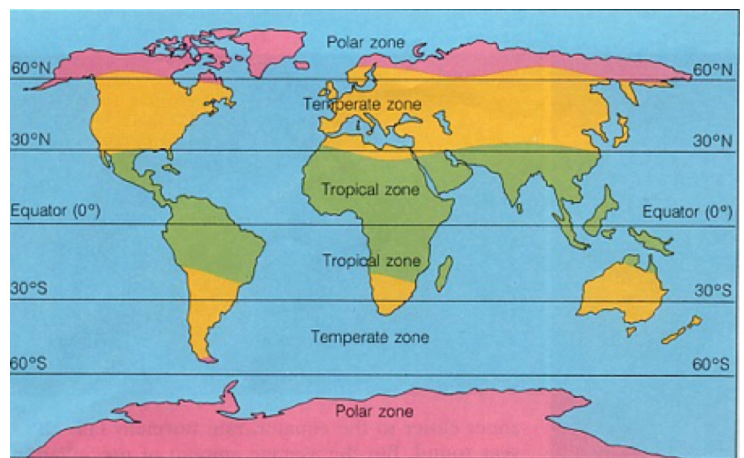 Polar zone
60°N
60°N
Temperate zone
30°N
30°N
Tropical zone
Equator (0°)
Equator (0°)
Tropical zone
30°S
30°S
Temperate zone
60°S
60°S
Polar zone